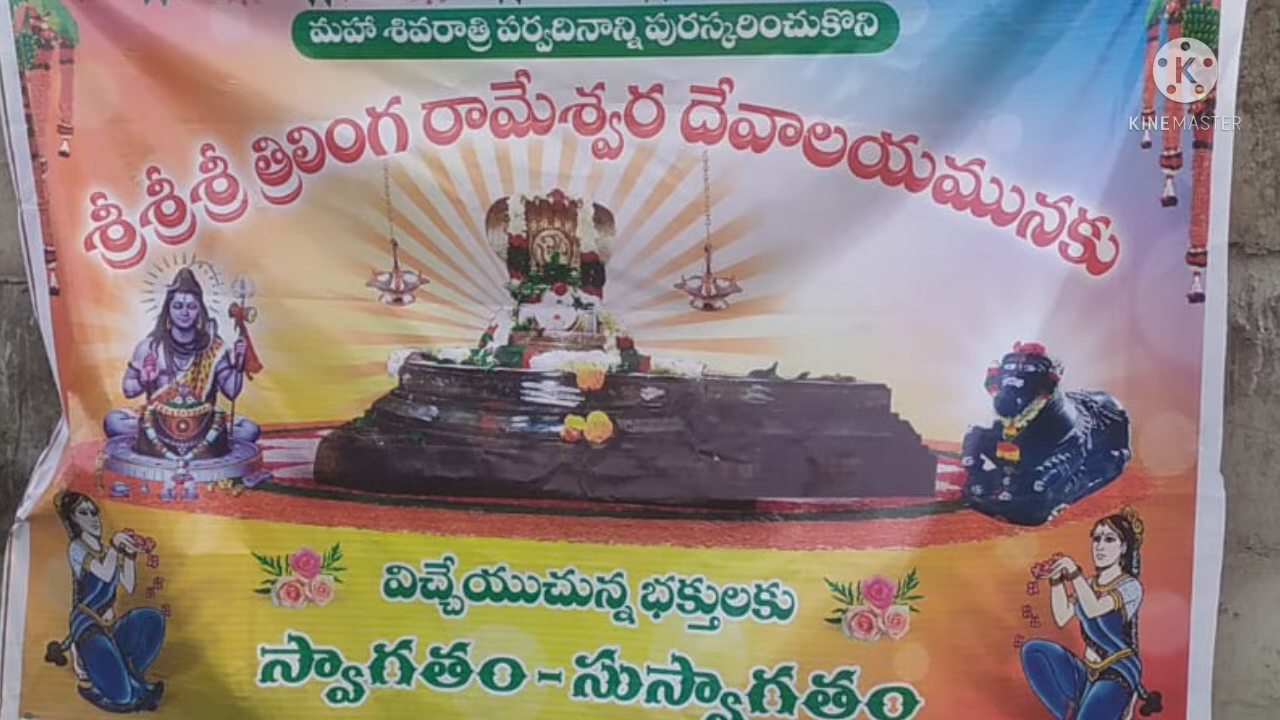 మహా శివరాత్రి పర్వదినాన్ని పురస్కరించుకొని
K
KINEMASTER
శ్రీశ్రీశ్రీ త్రిలింగ రామేశ్వర దేవాలయమునకు
విచ్చేయుచున్న భక్తులకు
స్వాగతం - సుస్వాగతం